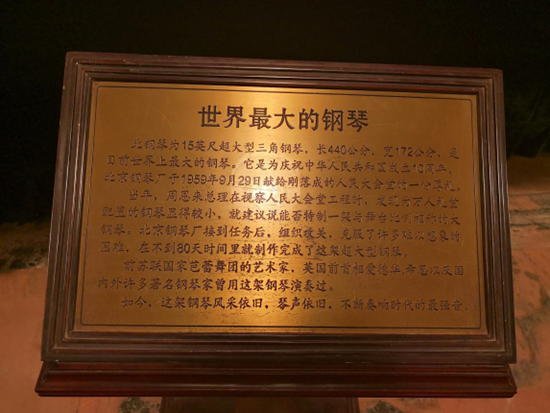 世界最大的钢琴
此钢琴为15英尺超大型三角钢琴，长440公分，宽172公分，是
目前世界上最大的钢琴。它是为庆祝中华人民共和国成立10周年，
北京钢琴厂于1959年9月29日献给刚落成的人民大会堂的一个厚礼。
当年，周恩来总理在视察人民大会堂工程时，发现为万人礼堂
配置的钢琴显得较小，就建议说能否特制一架与舞台比例相称的大
钢琴。北京钢琴厂接到任务后，组织攻关，克服了许多难以想象的
困难，在不到80天时间里就制作完成了这架超大型钢琴。
前苏联国家芭蕾舞团的艺术家，英国前首相爱德华·希思以及国
内外许多著名钢琴家曾用这架钢琴演奏过。
如今，这架钢琴风采依旧，琴声依旧，不断奏响时代的最强音。